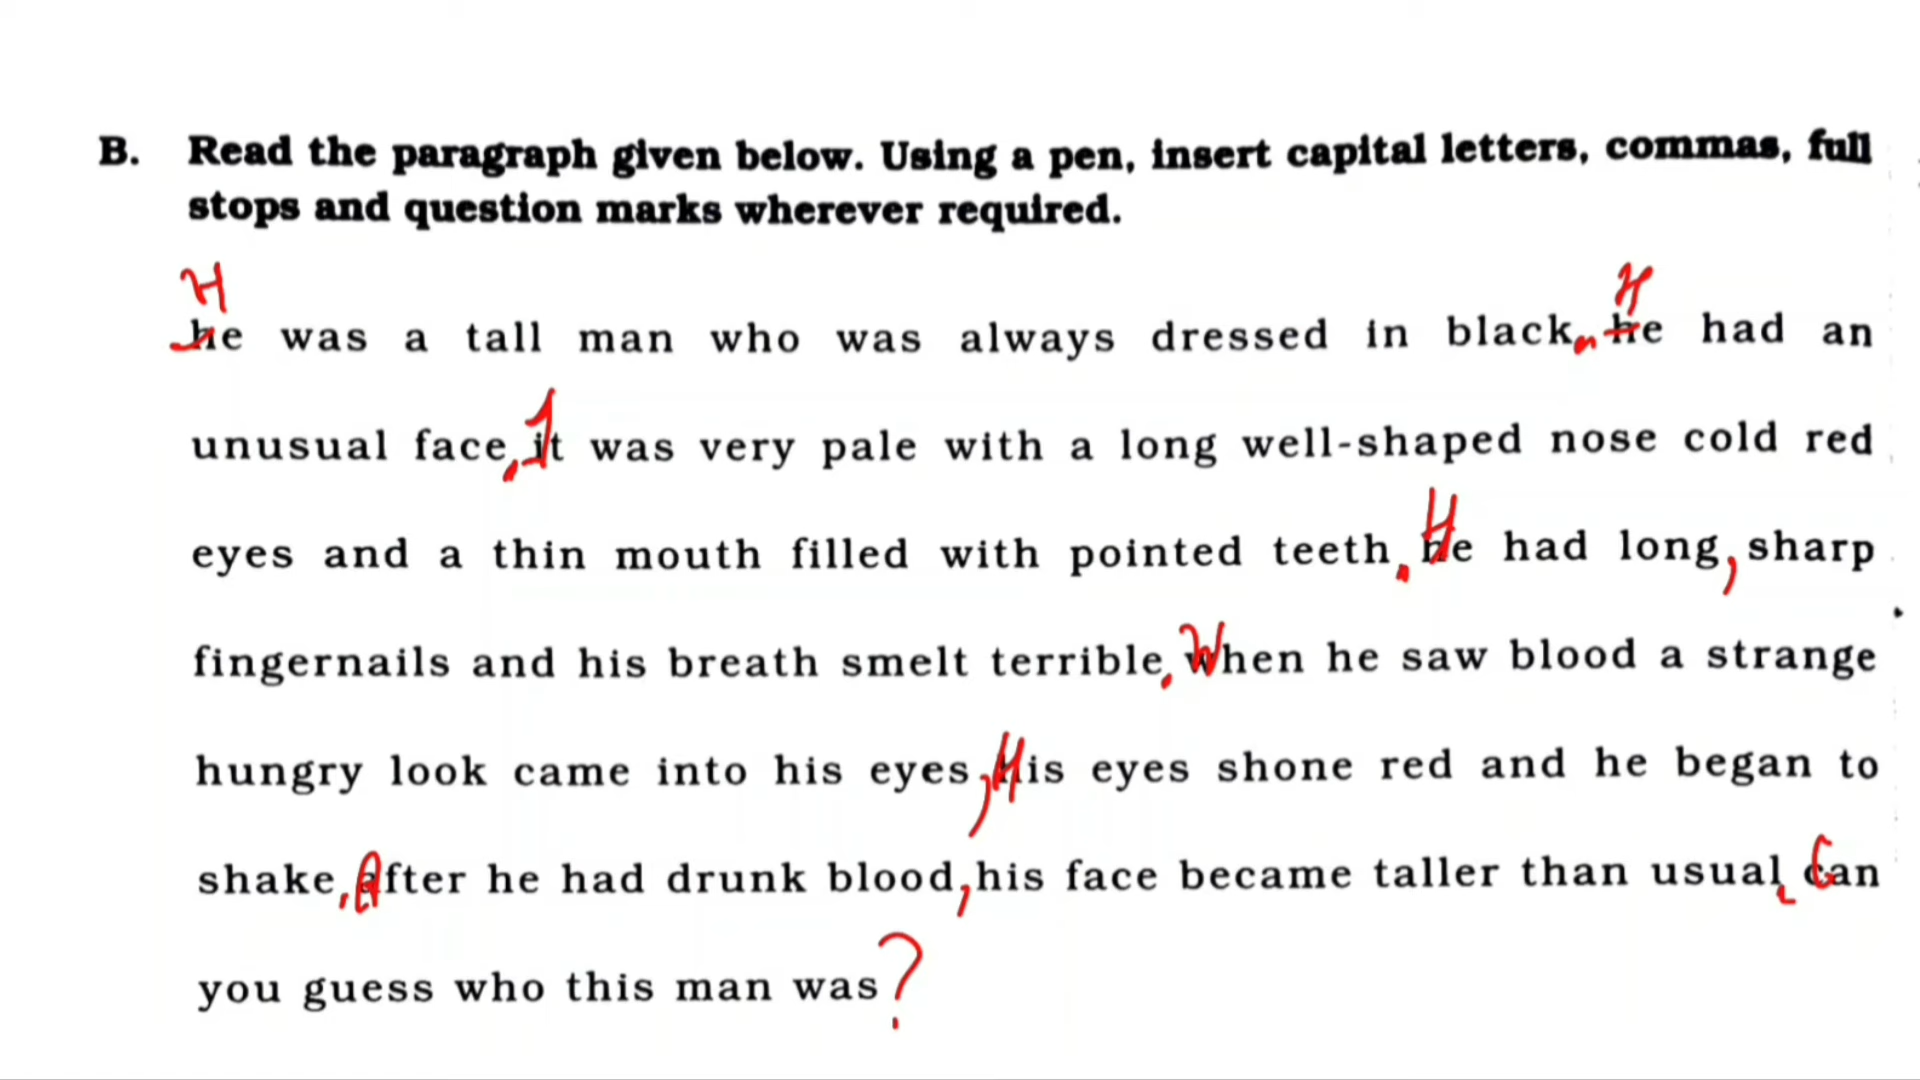 B. Read the paragraph given below. Using a pen, insert capital letters, commas, full
stops and question marks wherever required.
H H
he was a tall man who was always dressed in black. he had an
unusual face. It was very pale with a long well-shaped nose cold red
eyes and a thin mouth filled with pointed teeth. He had long, sharp
fingernails and his breath smelt terrible. When he saw blood a strange
hungry look came into his eyes, His eyes shone red and he began to
shake. After he had drunk blood, his face became taller than usual. Can
you guess who this man was?